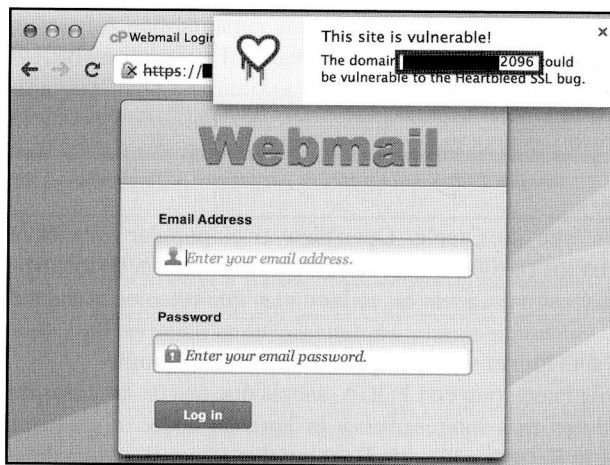 cP Webmail Login
https://
This site is vulnerable!
The domain 2096 could
be vulnerable to the Heartbleed SSL bug.
Webmail
Email Address
Enter your email address.
Password
Enter your email password.
Log in